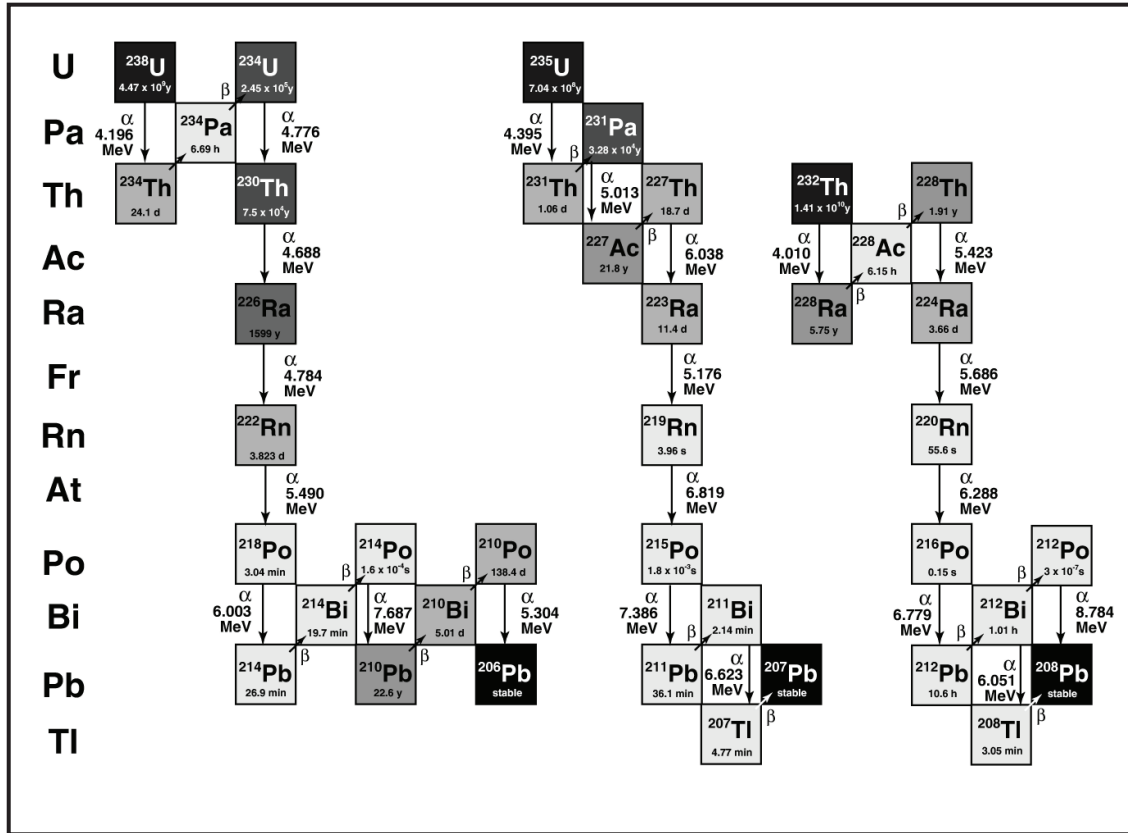 U
Pa
Th
Ac
Ra
Fr
Rn
At
Po
Bi
Pb
Tl
²³⁸U
4.47 x 10⁹y
α
4.196
MeV
²³⁴Th
24.1 d
β
²³⁴Pa
6.69 h
β
²³⁴U
2.45 x 10⁵y
α
4.776
MeV
²³⁰Th
7.5 x 10⁴y
α
4.688
MeV
²²⁶Ra
1599 y
α
4.784
MeV
²²²Rn
3.823 d
α
5.490
MeV
²¹⁸Po
3.04 min
α
6.003
MeV
²¹⁴Pb
26.9 min
β
²¹⁴Bi
19.7 min
β
²¹⁴Po
1.6 x 10⁻⁴s
α
7.687
MeV
²¹⁰Pb
22.6 y
β
²¹⁰Bi
5.01 d
β
²¹⁰Po
138.4 d
α
5.304
MeV
²⁰⁶Pb
stable
²³⁵U
7.04 x 10⁸y
α
4.395
MeV
²³¹Th
1.06 d
β
²³¹Pa
3.28 x 10⁴y
α
5.013
MeV
²²⁷Ac
21.8 y
β
²²⁷Th
18.7 d
α
6.038
MeV
²²³Ra
11.4 d
α
5.176
MeV
²¹⁹Rn
3.96 s
α
6.819
MeV
²¹⁵Po
1.8 x 10⁻³s
α
7.386
MeV
²¹¹Pb
36.1 min
²¹¹Bi
2.14 min
α
6.623
MeV
²⁰⁷Tl
4.77 min
β
²⁰⁷Pb
stable
²³²Th
1.41 x 10¹⁰y
α
4.010
MeV
²²⁸Ra
5.75 y
β
²²⁸Ac
6.15 h
β
²²⁸Th
1.91 y
α
5.423
MeV
²²⁴Ra
3.66 d
α
5.686
MeV
²²⁰Rn
55.6 s
α
6.288
MeV
²¹⁶Po
0.15 s
α
6.779
MeV
²¹²Pb
10.6 h
β
²¹²Bi
1.01 h
β
²¹²Po
3 x 10⁻⁷s
α
8.784
MeV
α
6.051
MeV
²⁰⁸Tl
3.05 min
β
²⁰⁸Pb
stable